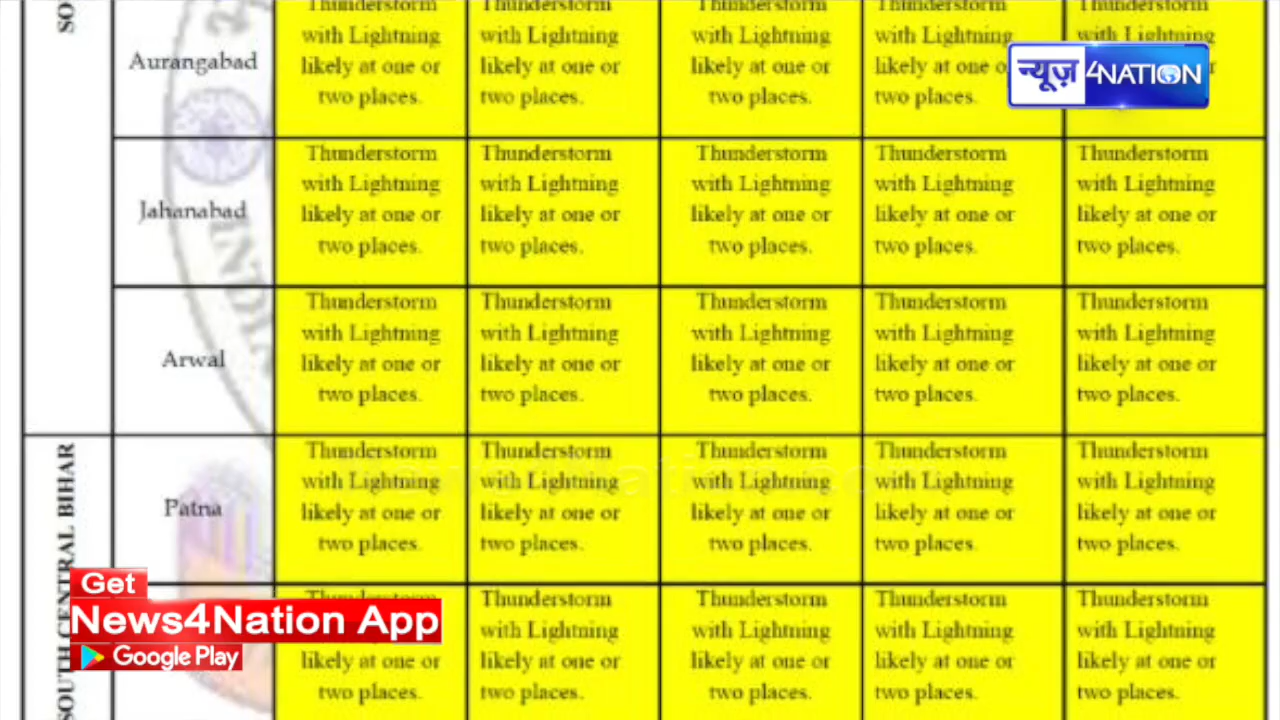 SO
Thunderstorm Thunderstorm Thunderstorm Thunderstorm Thunderstorm
with Lightning with Lightning with Lightning with Lightning with Lightning
Aurangabad likely at one or likely at one or likely at one or likely at one
two places. two places. two places. two places.
न्यूज़ 4NATION
Thunderstorm Thunderstorm Thunderstorm Thunderstorm Thunderstorm
with Lightning with Lightning with Lightning with Lightning with Lightning
Jahanabad likely at one or likely at one or likely at one or likely at one or likely at one or
two places. two places. two places. two places. two places.
Thunderstorm Thunderstorm Thunderstorm Thunderstorm Thunderstorm
with Lightning with Lightning with Lightning with Lightning with Lightning
Arwal likely at one or likely at one or likely at one or likely at one or likely at one or
two places. two places. two places. two places. two places.
SOUTH CENTRAL BIHAR
Thunderstorm Thunderstorm Thunderstorm Thunderstorm Thunderstorm
with Lightning with Lightning with Lightning with Lightning with Lightning
Patna likely at one or likely at one or likely at one or likely at one or likely at one or
two places. two places. two places. two places. two places.
Thunderstorm Thunderstorm Thunderstorm Thunderstorm Thunderstorm
with Lightning with Lightning with Lightning with Lightning
likely at one or likely at one or likely at one or likely at one or likely at one or
two places. two places. two places. two places. two places.
Get
News4Nation App
Google Play